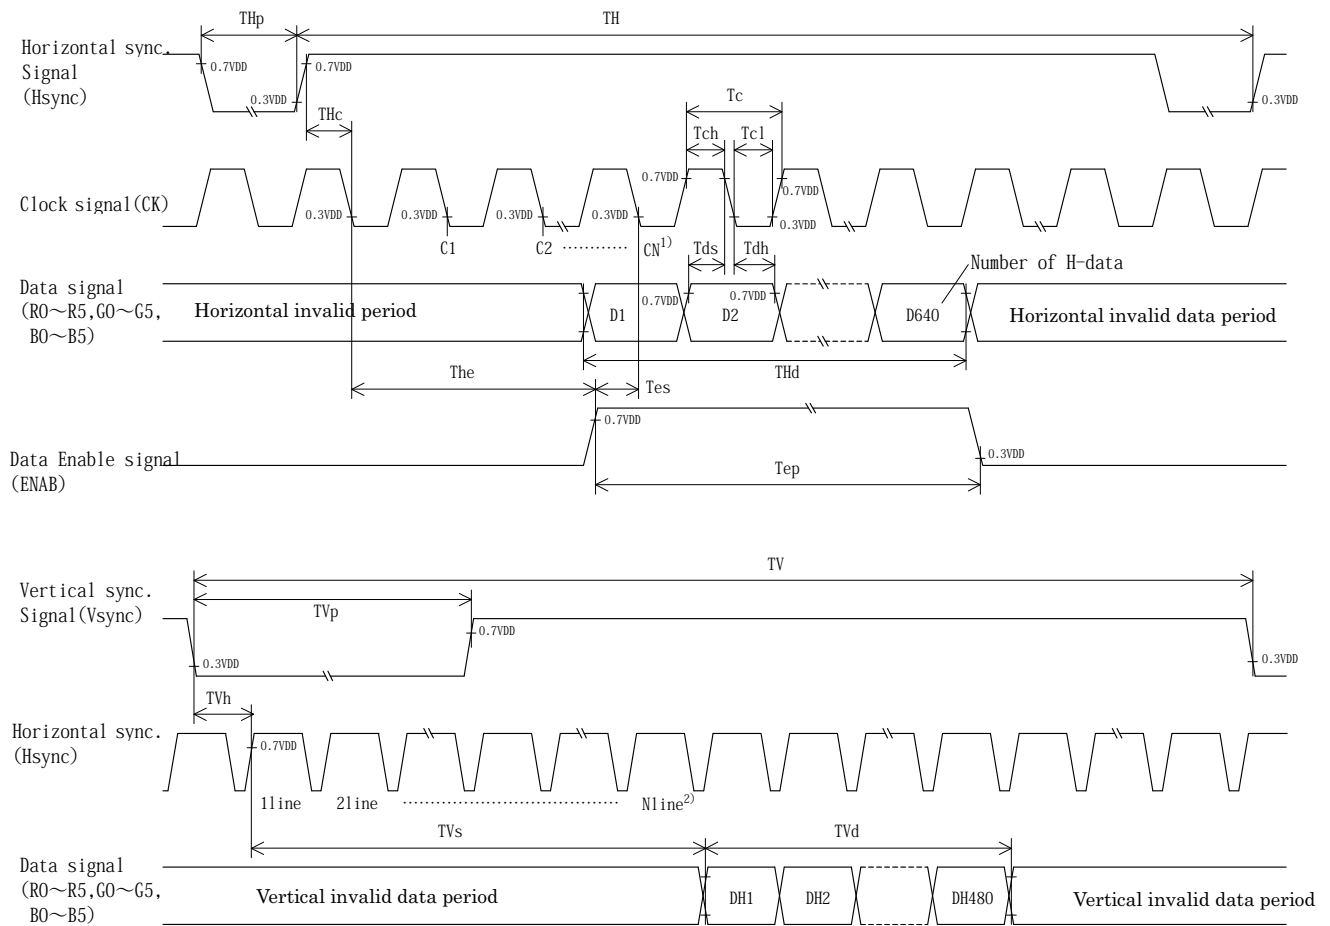 THp
TH
Horizontal sync.
Signal
(Hsync)
0.7VDD
0.7VDD
0.3VDD
0.3VDD
THc
Tc
Tch
Tcl
Clock signal(CK)
0.3VDD
0.3VDD
0.3VDD
0.3VDD
0.7VDD
0.7VDD
0.3VDD
C1
C2 ············ CN1)
Tds
Tdh
Number of H-data
Data signal
(R0~R5,G0~G5,
B0~B5)
Horizontal invalid period
D1
0.7VDD
0.7VDD
D2
D640
Horizontal invalid data period
THd
The
Tes
0.7VDD
Data Enable signal
(ENAB)
0.3VDD
Tep
TV
Vertical sync.
Signal(Vsync)
TVp
0.7VDD
0.3VDD
0.3VDD
TVh
Horizontal sync.
(Hsync)
0.7VDD
1line
2line ································ Nline2)
TVs
TVd
Data signal
(R0~R5,G0~G5,
B0~B5)
Vertical invalid data period
DH1
DH2
DH480
Vertical invalid data period